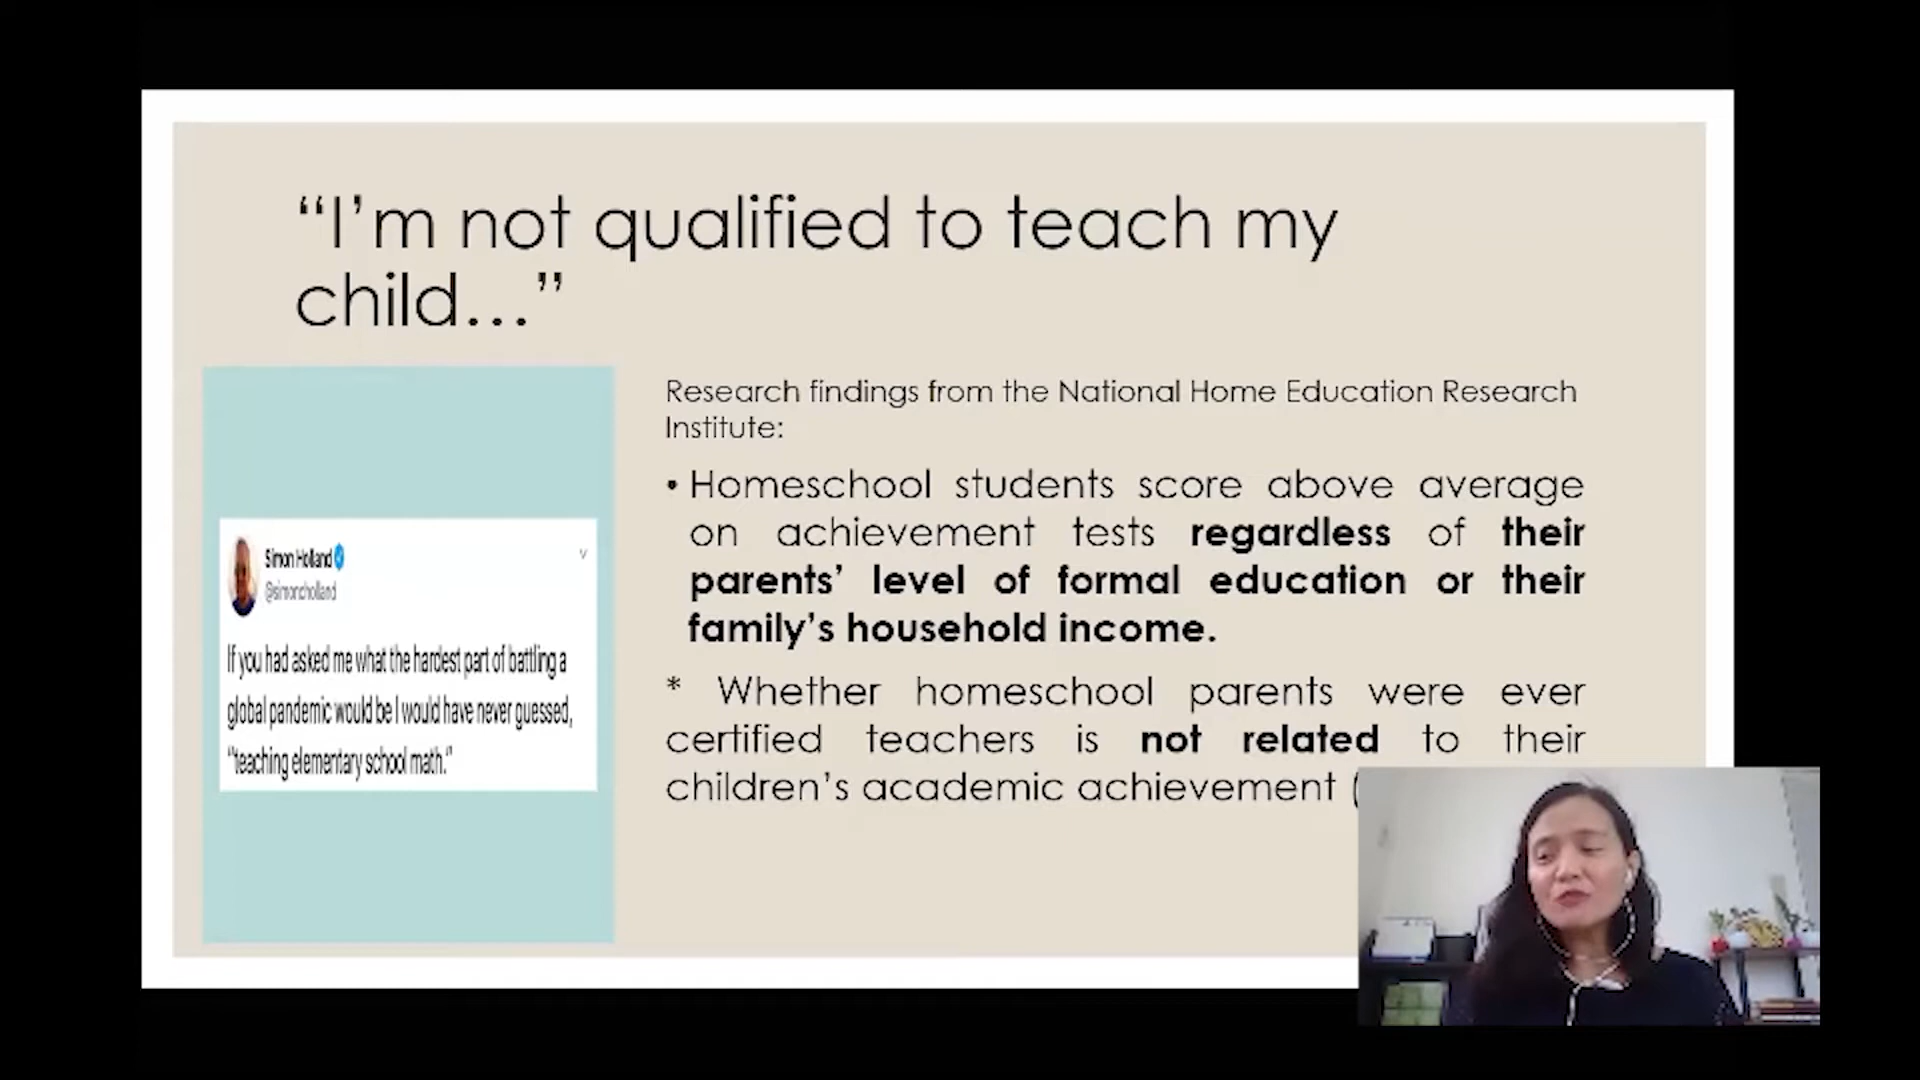 “I’m not qualified to teach my
child…”
Simon Holland
@simoncholland
If you had asked me what the hardest part of battling a
global pandemic would be I would have never guessed,
“teaching elementary school math.”
Research findings from the National Home Education Research
Institute:
• Homeschool students score above average
on achievement tests regardless of their
parents’ level of formal education or their
family’s household income.
* Whether homeschool parents were ever
certified teachers is not related to their
children’s academic achievement (